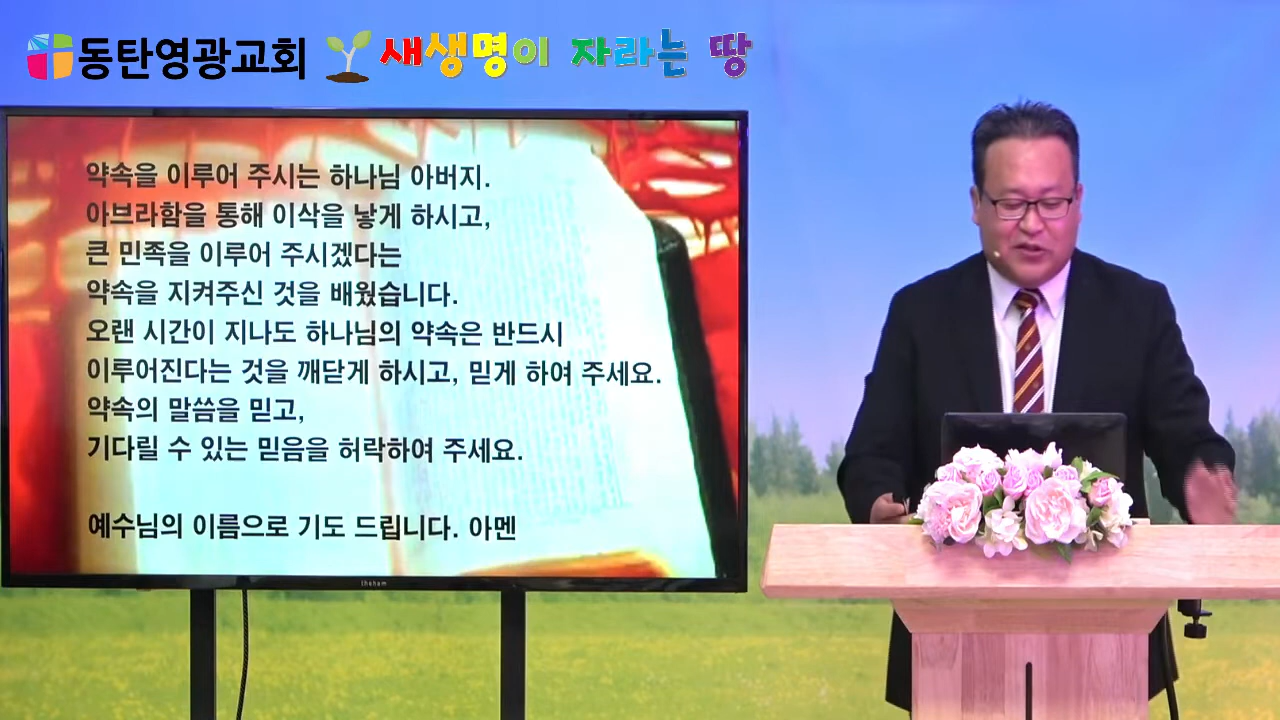 동탄영광교회 새생명이 자라는 땅
약속을 이루어 주시는 하나님 아버지.
아브라함을 통해 이삭을 낳게 하시고,
큰 민족을 이루어 주시겠다는
약속을 지켜주신 것을 배웠습니다.
오랜 시간이 지나도 하나님의 약속은 반드시
이루어진다는 것을 깨닫게 하시고, 믿게 하여 주세요.
약속의 말씀을 믿고,
기다릴 수 있는 믿음을 허락하여 주세요.
예수님의 이름으로 기도 드립니다. 아멘